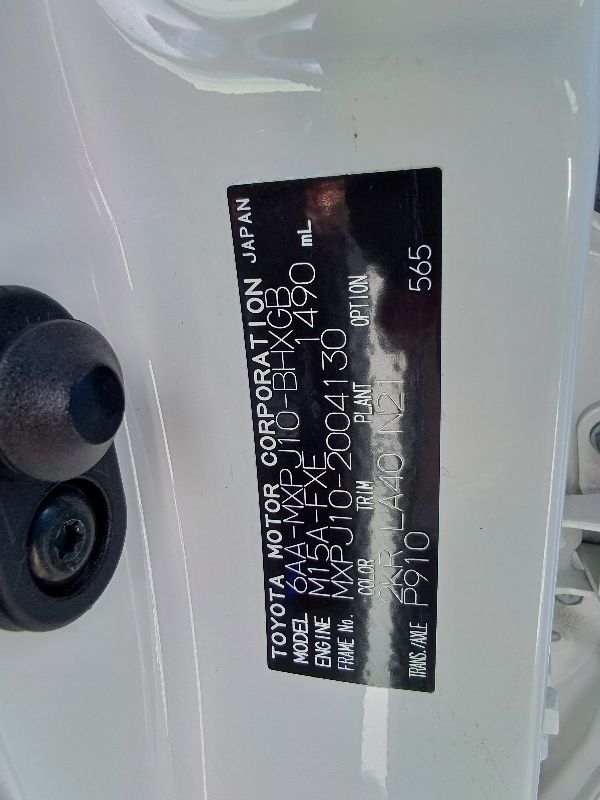 TOYOTA MOTOR CORPORATION JAPAN
MODEL 6AA-MXPJ10-BHXGB
ENGINE M15A-FXE 1490 mL
FRAME No. MXPJ10-2004130
COLOR TRIM PLANT OPTION
2KR LA40 N21
TRANS./AXLE P910 565